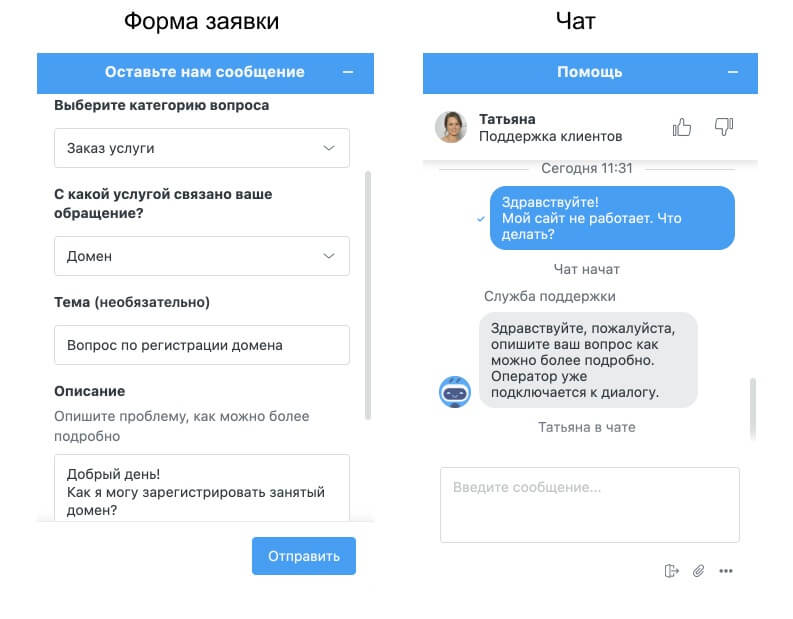 Форма заявки
Оставьте нам сообщение
Выберите категорию вопроса
Заказ услуги
С какой услугой связано ваше
обращение?
Домен
Тема (необязательно)
Вопрос по регистрации домена
Описание
Опишите проблему, как можно более
подробно
Добрый день!
Как я могу зарегистрировать занятый
домен?
Отправить
Чат
Помощь
Татьяна
Поддержка клиентов
Сегодня 11:31
Здравствуйте!
Мой сайт не работает. Что
делать?
Чат начат
Служба поддержки
Здравствуйте, пожалуйста,
опишите ваш вопрос как
можно более подробно.
Оператор уже
подключается к диалогу.
Татьяна в чате
Введите сообщение...